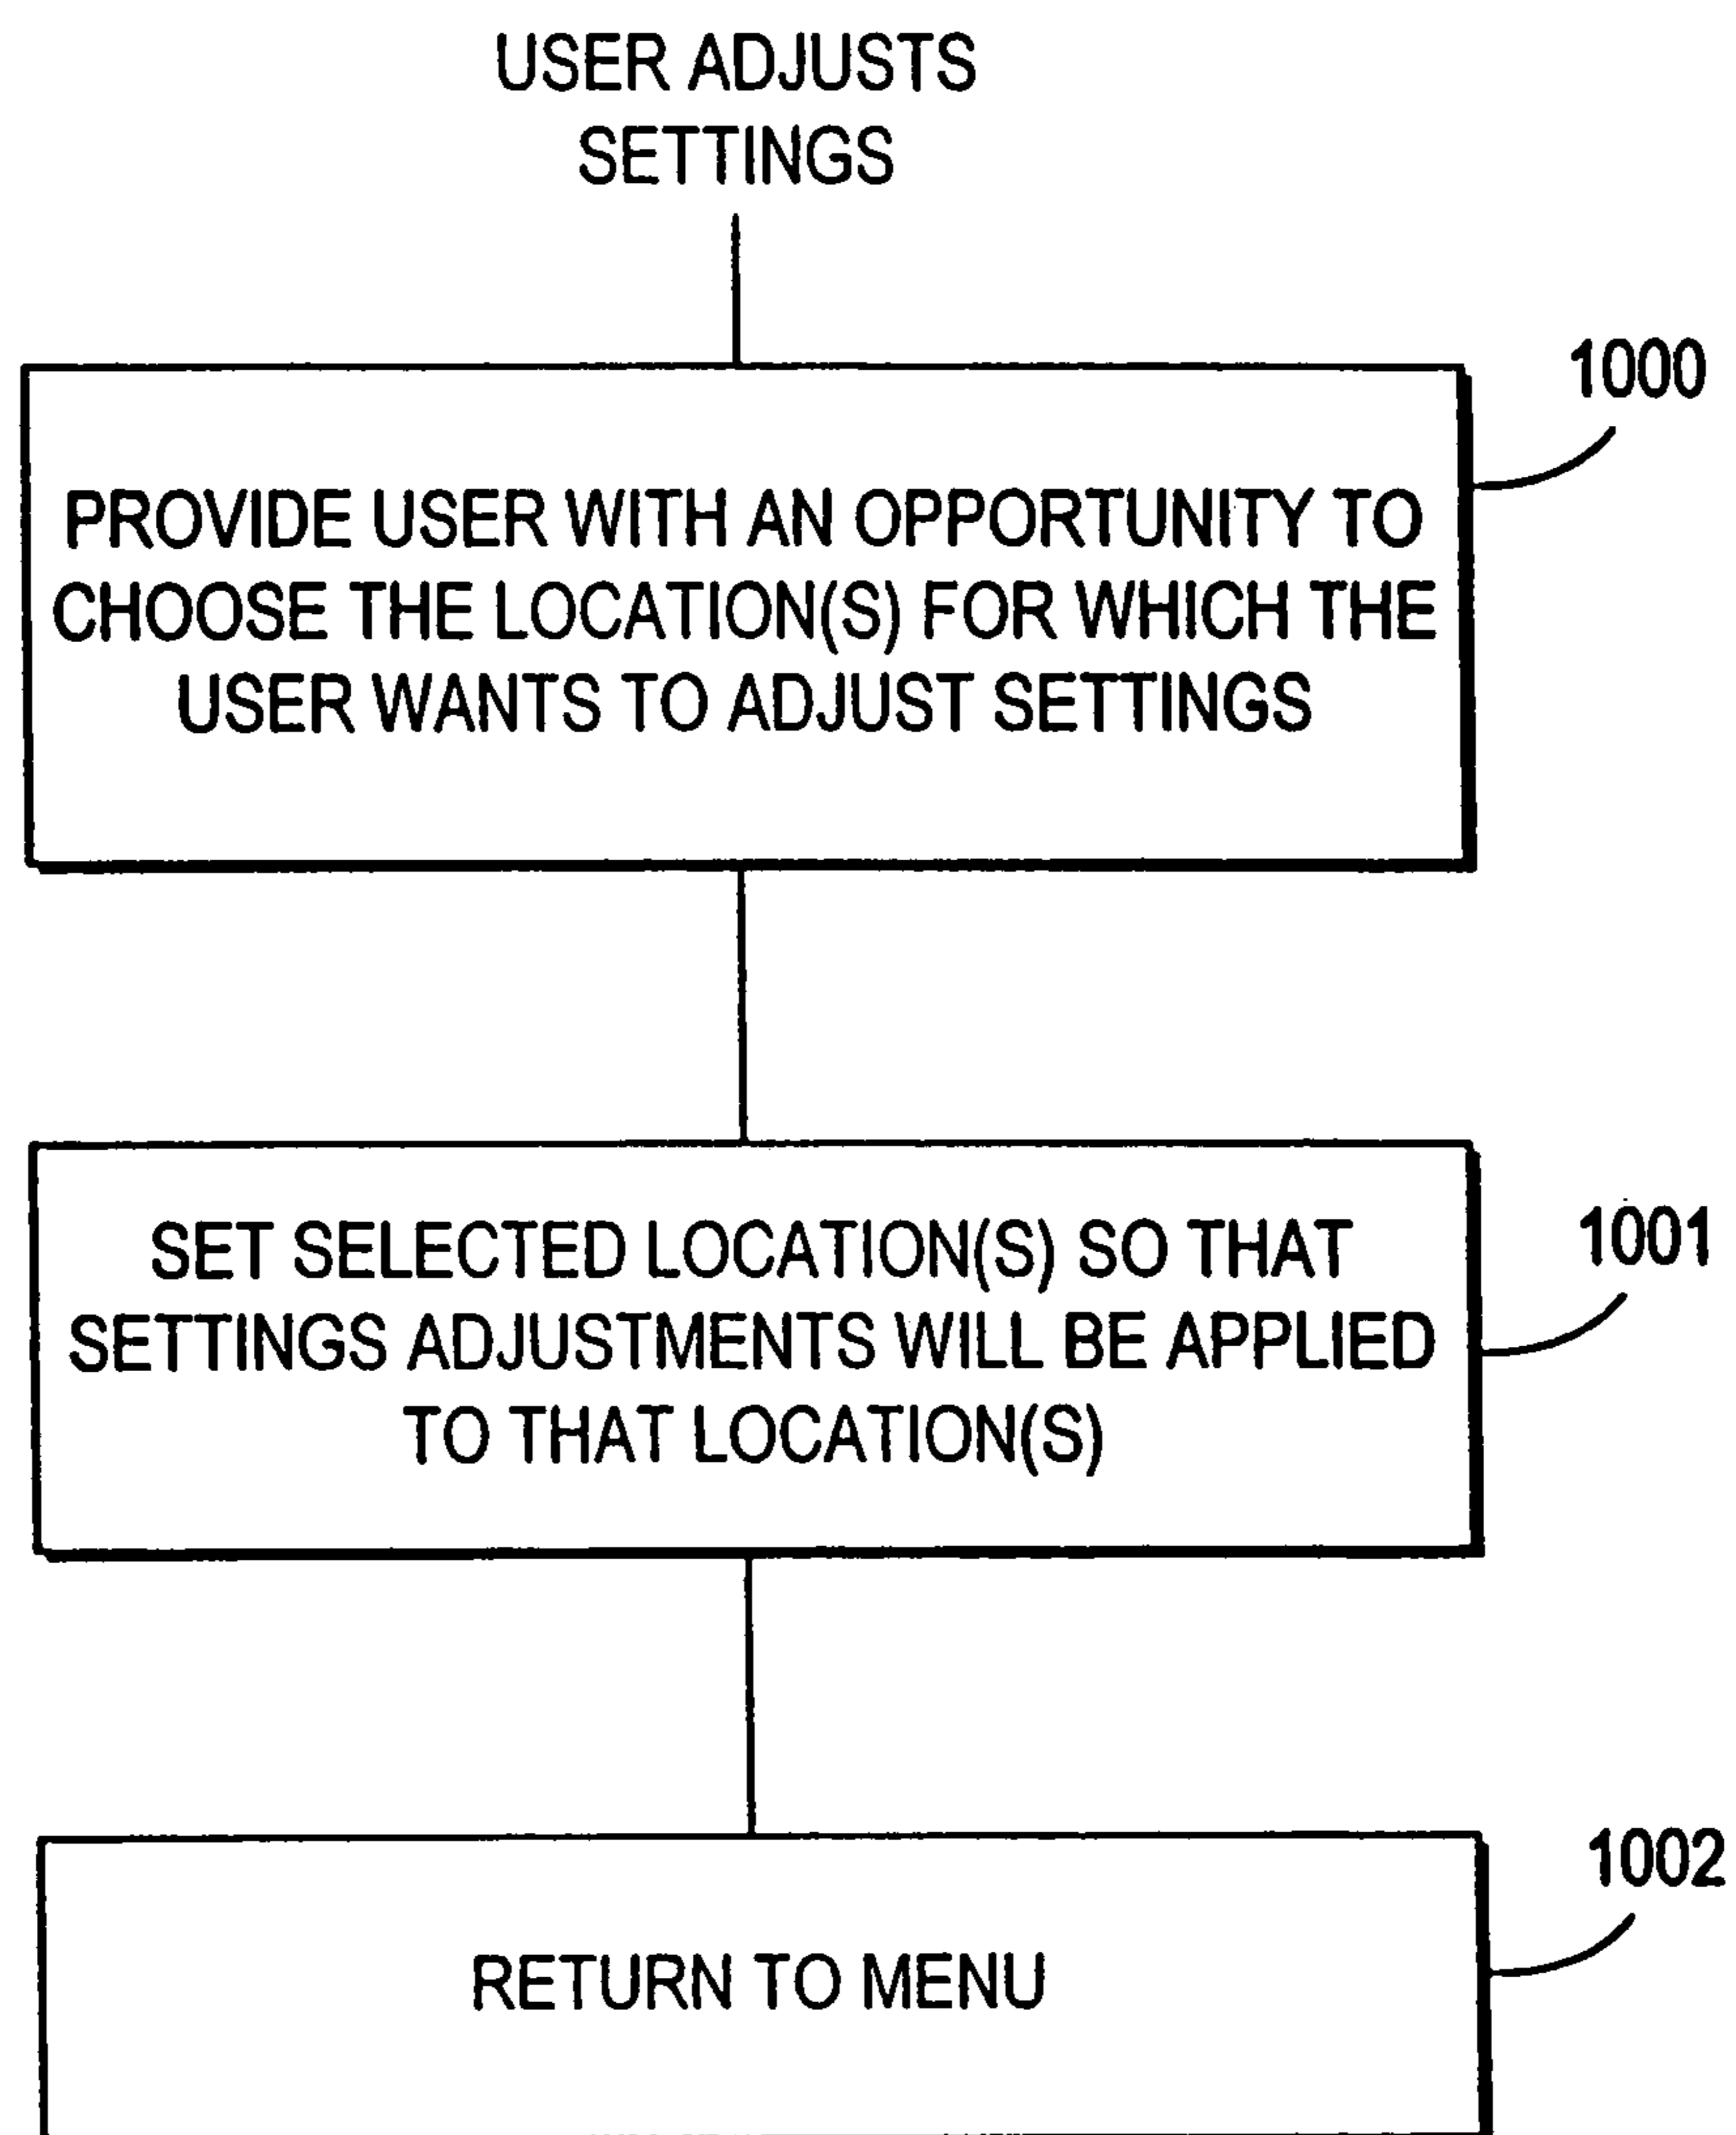 USER ADJUSTS
SETTINGS
1000
PROVIDE USER WITH AN OPPORTUNITY TO
CHOOSE THE LOCATION(S) FOR WHICH THE
USER WANTS TO ADJUST SETTINGS
1001
SET SELECTED LOCATION(S) SO THAT
SETTINGS ADJUSTMENTS WILL BE APPLIED
TO THAT LOCATION(S)
1002
RETURN TO MENU